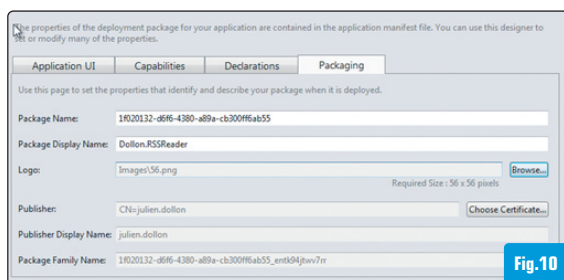 The properties of the deployment package for your application are contained in the application manifest file. You can use this designer to
set or modify many of the properties.
Application UI Capabilities Declarations Packaging
Use this page to set the properties that identify and describe your package when it is deployed.
Package Name: 1f020132-d6f6-4380-a89a-cb300ff6ab55
Package Display Name: Dollon.RSSReader
Logo: Images\56.png Browse...
Required Size : 56 x 56 pixels
Publisher: CN=julien.dollon Choose Certificate...
Publisher Display Name: julien.dollon
Package Family Name: 1f020132-d6f6-4380-a89a-cb300ff6ab55_entk94jtwv7rr
Fig.10